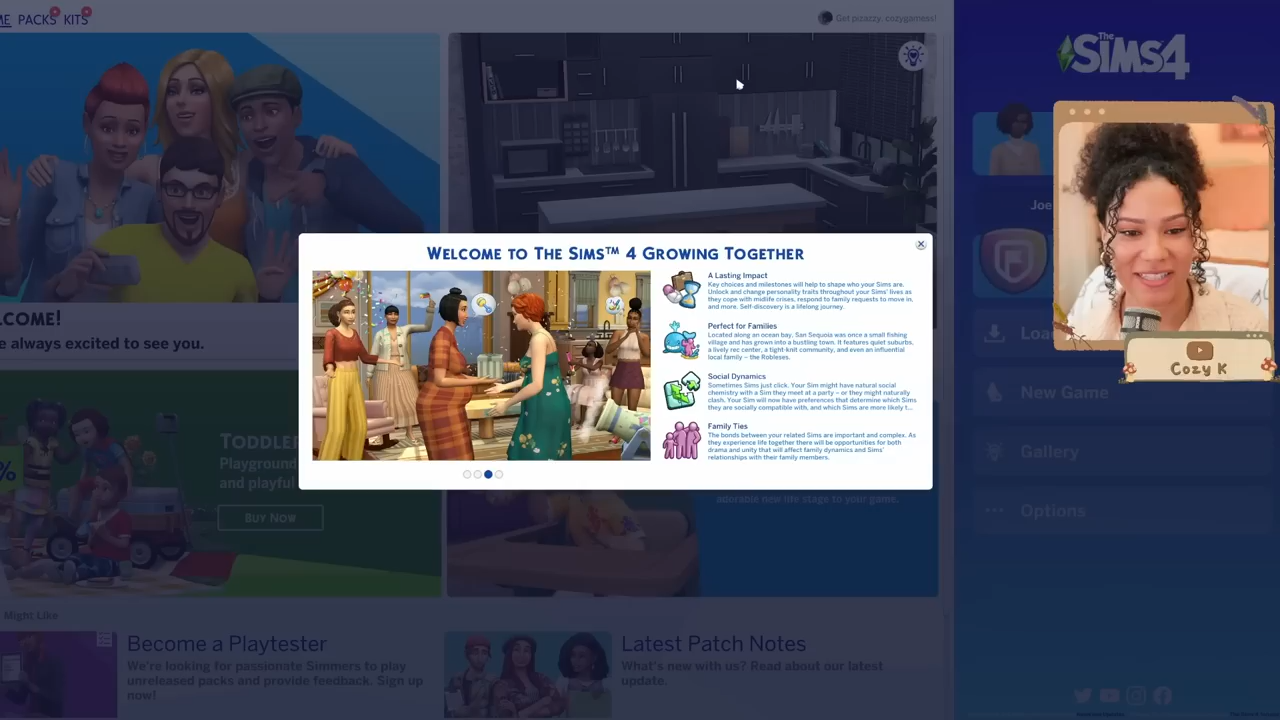 ME PACKS KITS
Get pizazzy, cozygamess!
The SiMS4
Joe
Loa
New Game
Gallery
Options
COME!
e away
TODDLE
Playground
and playful
%
BUY NOW
WELCOME TO THE SIMS™ 4 GROWING TOGETHER
A Lasting Impact
Key choices and milestones will help to shape who your Sims are.
Unlock and change personality traits throughout your Sims' lives as
they cope with midlife crises, respond to family requests to move in,
and more. Self-discovery is a lifelong journey.
Perfect for Families
Located along an ocean bay, San Sequoia was once a small fishing
village and has grown into a bustling town. It features quiet suburbs,
a lively rec center, a tight-knit community, and even an influential
local family – the Robleses.
Social Dynamics
Sometimes Sims just click. Your Sim might have natural social
chemistry with a Sim they meet at a party – or they might naturally
clash. Your Sim will now have preferences that determine which Sims
they are socially compatible with, and which Sims are more likely t...
Family Ties
The bonds between your related Sims are important and complex. As
they experience life together there will be opportunities for both
drama and unity that will affect family dynamics and Sims'
relationships with their family members.
adorable new life stage to your game.
Cozy K
Might Like
Become a Playtester
We're looking for passionate Simmers to play
unreleased packs and provide feedback. Sign up
now!
Latest Patch Notes
What's new with us? Read about our latest
update.